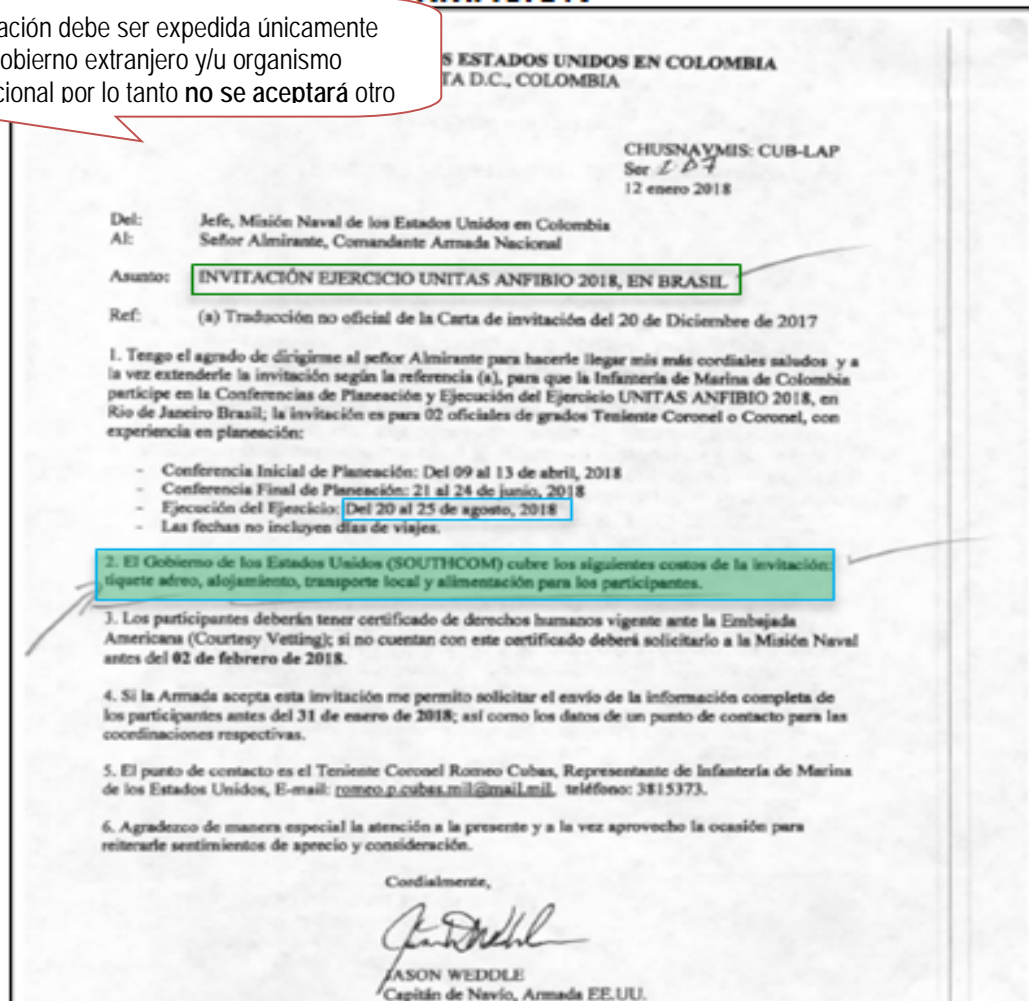 ación debe ser expedida únicamente
obierno extranjero y/u organismo
cional por lo tanto no se aceptará otro
S ESTADOS UNIDOS EN COLOMBIA
TA D.C., COLOMBIA
CHUSNAVMIS: CUB-LAP
Ser
12 enero 2018
Del: Jefe, Misión Naval de los Estados Unidos en Colombia
Al: Señor Almirante, Comandante Armada Nacional
Asunto: INVITACIÓN EJERCICIO UNITAS ANFIBIO 2018, EN BRASIL
Ref: (a) Traducción no oficial de la Carta de invitación del 20 de Diciembre de 2017
1. Tengo el agrado de dirigirme al señor Almirante para hacerle llegar mis más cordiales saludos y a
la vez extenderle la invitación según la referencia (a), para que la Infantería de Marina de Colombia
participe en la Conferencias de Planeación y Ejecución del Ejercicio UNITAS ANFIBIO 2018, en
Rio de Janeiro Brasil; la invitación es para 02 oficiales de grados Teniente Coronel o Coronel, con
experiencia en planeación:
- Conferencia Inicial de Planeación: Del 09 al 13 de abril, 2018
- Conferencia Final de Planeación: 21 al 24 de junio, 2018
- Ejecución del Ejercicio: Del 20 al 25 de agosto, 2018
- Las fechas no incluyen días de viajes.
2. El Gobierno de los Estados Unidos (SOUTHCOM) cubre los siguientes costos de la invitación:
tiquete aéreo, alojamiento, transporte local y alimentación para los participantes.
3. Los participantes deberán tener certificado de derechos humanos vigente ante la Embajada
Americana (Courtesy Vetting); si no cuentan con este certificado deberá solicitarlo a la Misión Naval
antes del 02 de febrero de 2018.
4. Si la Armada acepta esta invitación me permito solicitar el envío de la información completa de
los participantes antes del 31 de enero de 2018; así como los datos de un punto de contacto para las
coordinaciones respectivas.
5. El punto de contacto es el Teniente Coronel Romeo Cubas, Representante de Infantería de Marina
de los Estados Unidos, E-mail: romeo.p.cubas.mil@mail.mil, teléfono: 3815373.
6. Agradezco de manera especial la atención a la presente y a la vez aprovecho la ocasión para
reiterarle sentimientos de aprecio y consideración.
Cordialmente,
JASON WEDDLE
Capitán de Navío, Armada EE.UU.